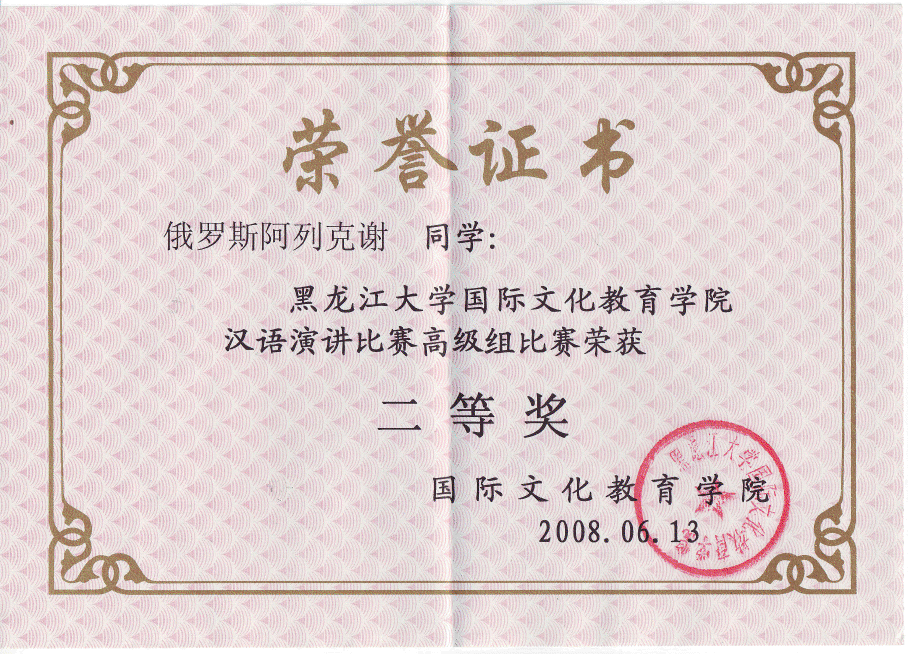 荣誉证书
俄罗斯阿列克谢 同学:
黑龙江大学国际文化教育学院
汉语演讲比赛高级组比赛荣获
二等奖
国际文化教育学院
2008.06.13
黑龙江大学国际文化教育学院